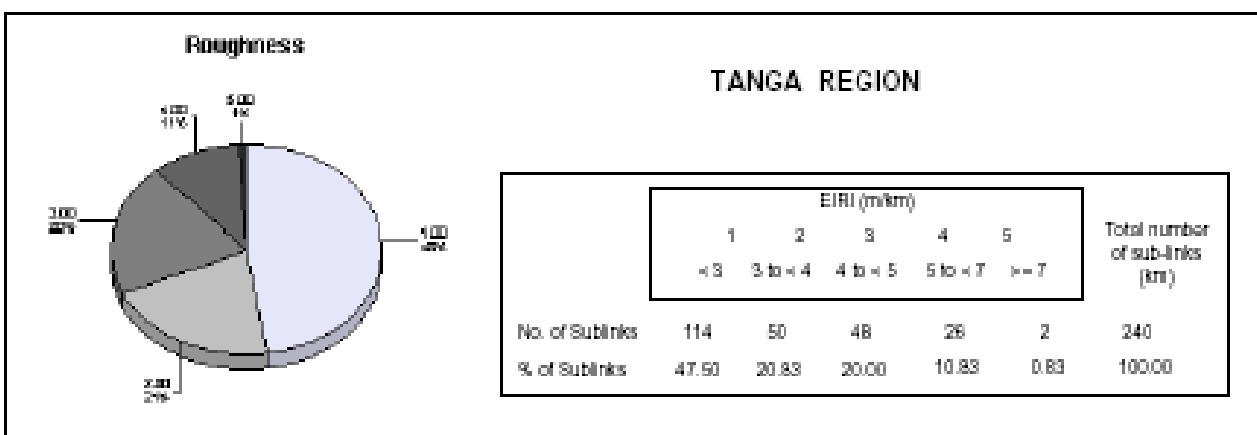 Roughness
TANGA REGION
5.00
1%
4.00
11%
3.00
20%
1.00
2.00
21%
EIRI (m/km)
1 2 3 4 5
< 3 3 to < 4 4 to < 5 5 to < 7 >= 7
Total number
of sub-links
(km)
No. of Sublinks 114 50 48 26 2 240
% of Sublinks 47.50 20.83 20.00 10.83 0.83 100.00